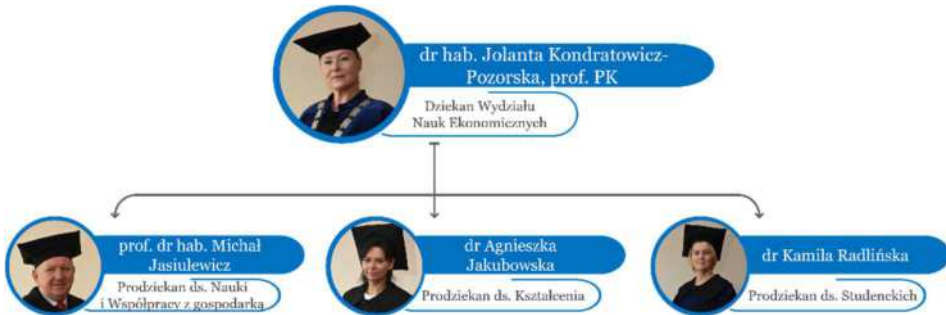 dr hab. Jolanta Kondratowicz-
Pozorska, prof. PK
Dziekan Wydziału
Nauk Ekonomicznych
prof. dr hab. Michał
Jasiulewicz
Prodziekan ds. Nauki
i Współpracy z gospodarką
dr Agnieszka
Jakubowska
Prodziekan ds. Kształcenia
dr Kamila Radlińska
Prodziekan ds. Studenckich